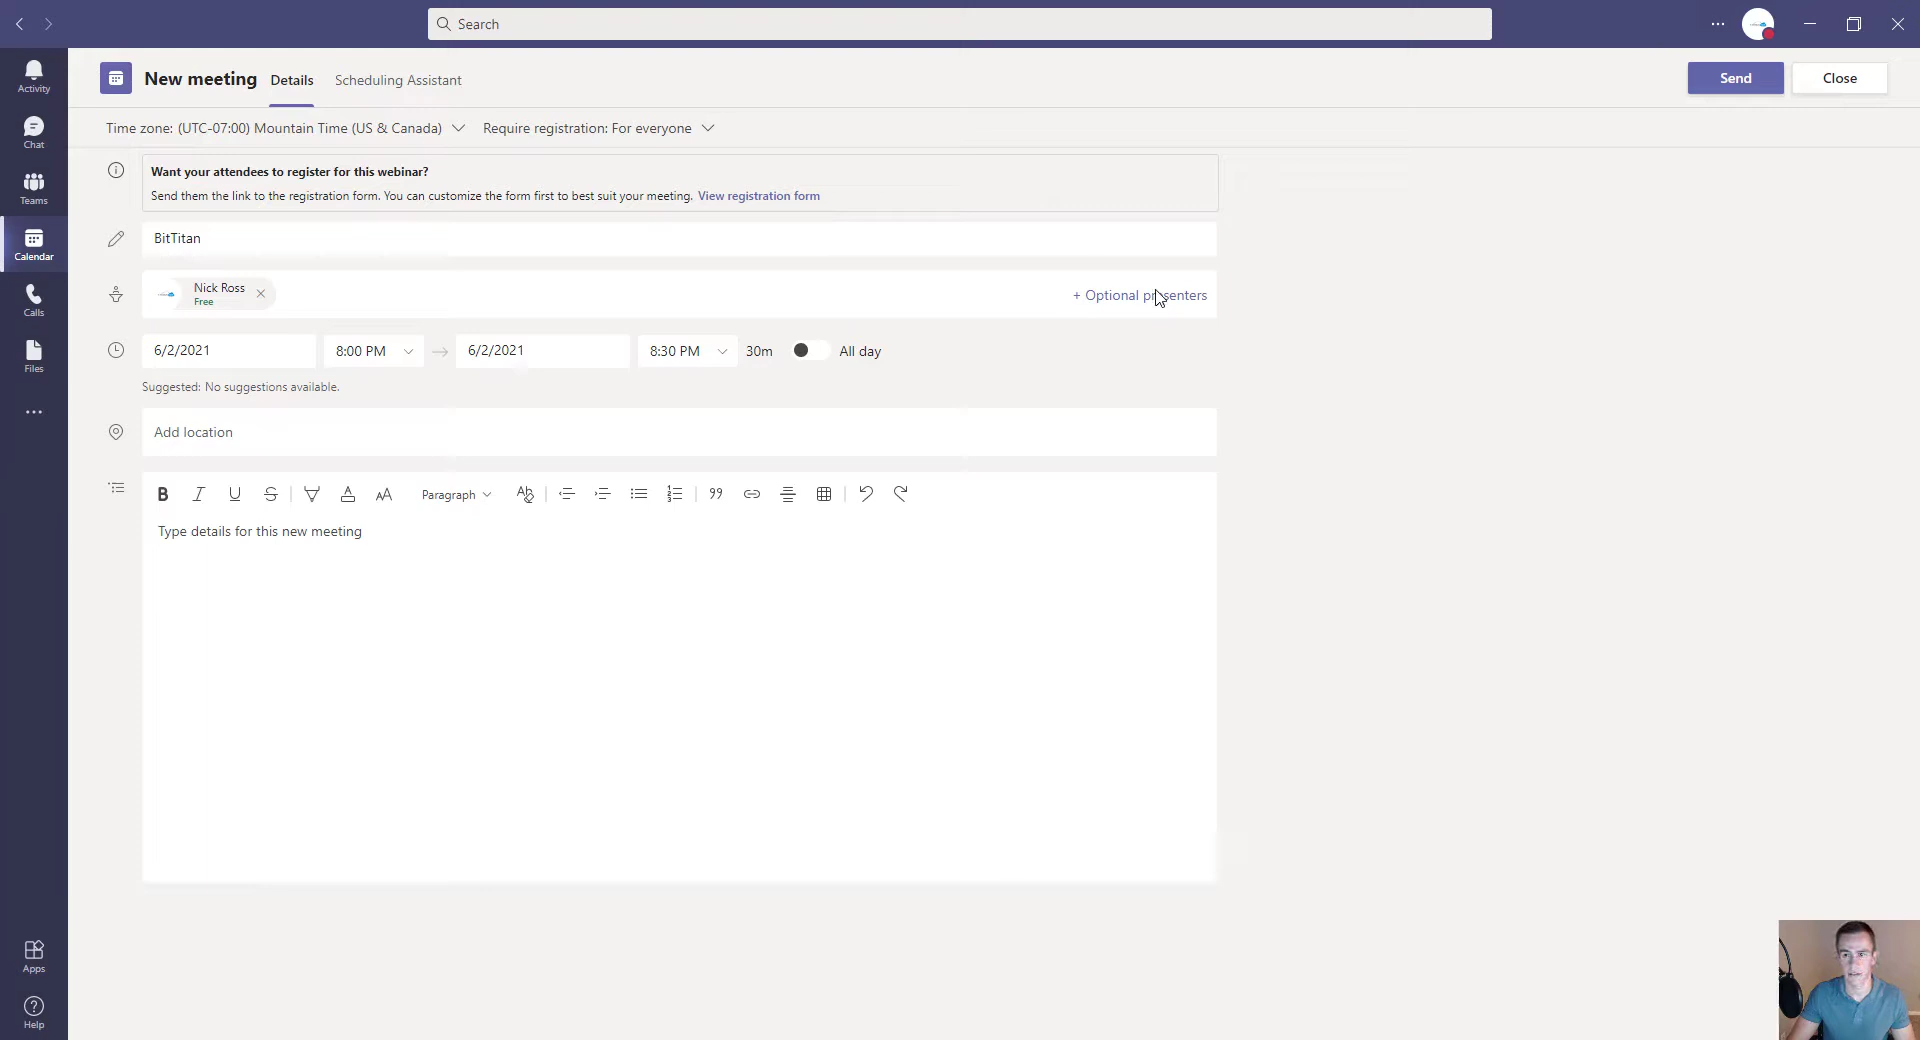 Search
Activity
Chat
Teams
Calendar
Calls
Files
Apps
Help
New meeting Details Scheduling Assistant
Send Close
Time zone: (UTC-07:00) Mountain Time (US & Canada) Require registration: For everyone
Want your attendees to register for this webinar?
Send them the link to the registration form. You can customize the form first to best suit your meeting. View registration form
BitTitan
Nick Ross
Free
+ Optional presenters
6/2/2021 8:00 PM 6/2/2021 8:30 PM 30m All day
Suggested: No suggestions available.
Add location
Paragraph
Type details for this new meeting